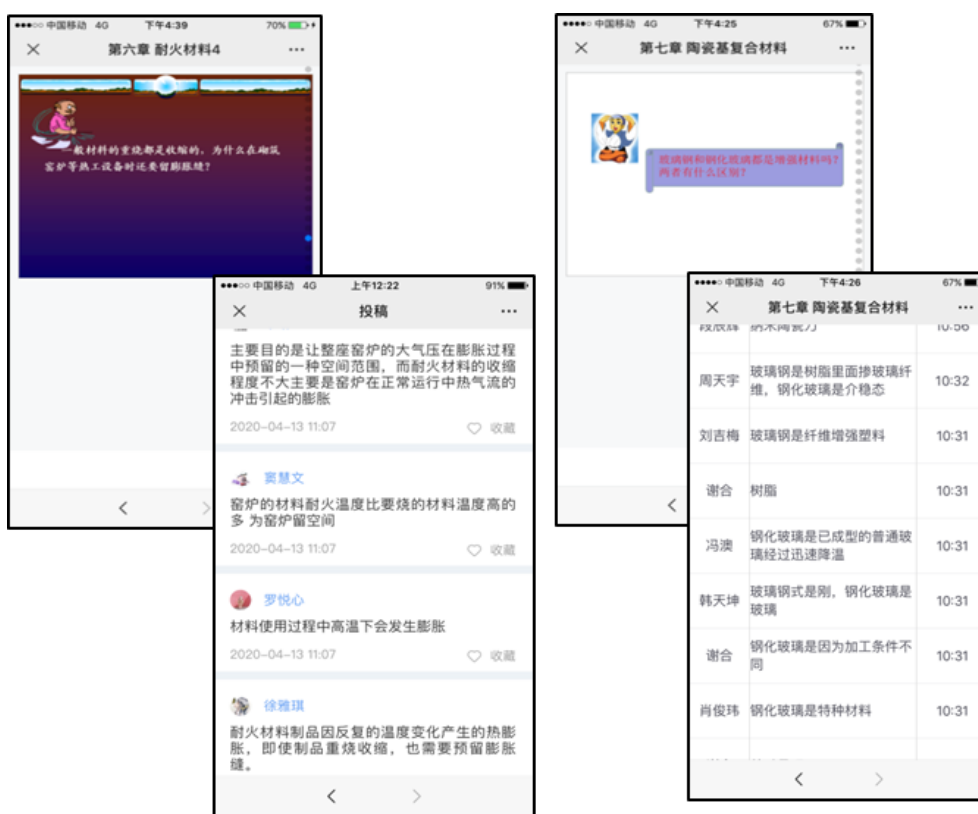 中国移动 4G 下午4:39 70%
第六章 耐火材料4
一般材料的重烧都是收缩的,为什么在砌筑
窑炉等热工设备时还要留膨胀缝?
中国移动 4G 上午12:22 91%
投稿
主要目的是让整座窑炉的大气压在膨胀过程
中预留的一种空间范围,而耐火材料的收缩
程度不大主要是窑炉在正常运行中热气流的
冲击引起的膨胀
2020-04-13 11:07 收藏
窦慧文
窑炉的材料耐火温度比要烧的材料温度高的
多 为窑炉留空间
2020-04-13 11:07 收藏
罗悦心
材料使用过程中高温下会发生膨胀
2020-04-13 11:07 收藏
徐雅琪
耐火材料制品因反复的温度变化产生的热膨
胀,即使制品重烧收缩,也需要预留膨胀
缝。
中国移动 4G 下午4:25 67%
第七章 陶瓷基复合材料
玻璃钢和钢化玻璃都是增强材料吗?
两者有什么区别?
中国移动 4G 下午4:26 67%
第七章 陶瓷基复合材料
段欣辉 纳米陶瓷刀 10:56
周天宇 玻璃钢是树脂里面掺玻璃纤
维,钢化玻璃是介稳态 10:32
刘吉梅 玻璃钢是纤维增强塑料 10:31
谢合 树脂 10:31
冯澳 钢化玻璃是已成型的普通玻
璃经过迅速降温 10:31
韩天坤 玻璃钢式是刚,钢化玻璃是
玻璃 10:31
谢合 钢化玻璃是因为加工条件不
同 10:31
肖俊玮 钢化玻璃是特种材料 10:31